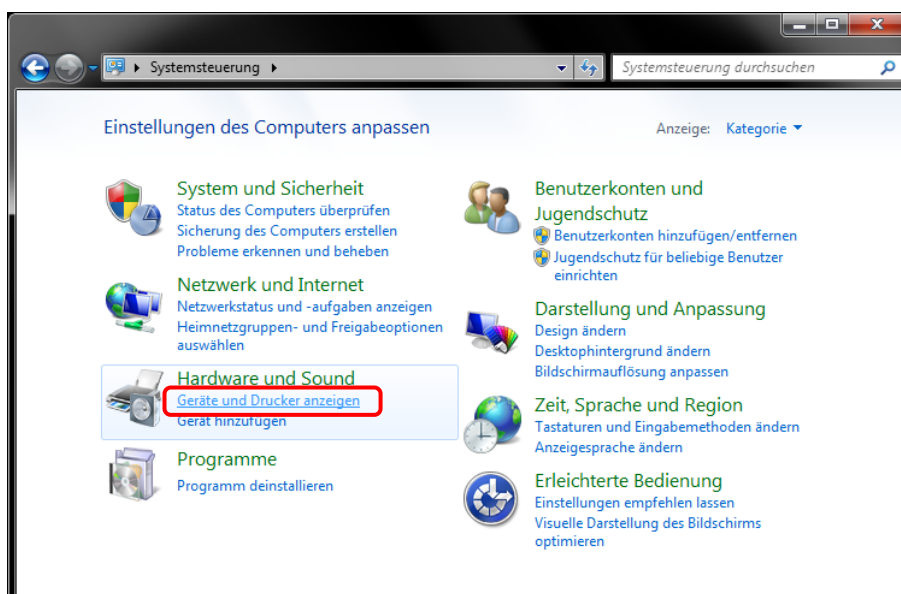 Systemsteuerung
Systemsteuerung durchsuchen
Einstellungen des Computers anpassen
Anzeige: Kategorie
System und Sicherheit
Status des Computers überprüfen
Sicherung des Computers erstellen
Probleme erkennen und beheben
Netzwerk und Internet
Netzwerkstatus und -aufgaben anzeigen
Heimnetzgruppen- und Freigabeoptionen
auswählen
Hardware und Sound
Geräte und Drucker anzeigen
Gerät hinzufügen
Programme
Programm deinstallieren
Benutzerkonten und
Jugendschutz
Benutzerkonten hinzufügen/entfernen
Jugendschutz für beliebige Benutzer
einrichten
Darstellung und Anpassung
Design ändern
Desktophintergrund ändern
Bildschirmauflösung anpassen
Zeit, Sprache und Region
Tastaturen und Eingabemethoden ändern
Anzeigesprache ändern
Erleichterte Bedienung
Einstellungen empfehlen lassen
Visuelle Darstellung des Bildschirms
optimieren